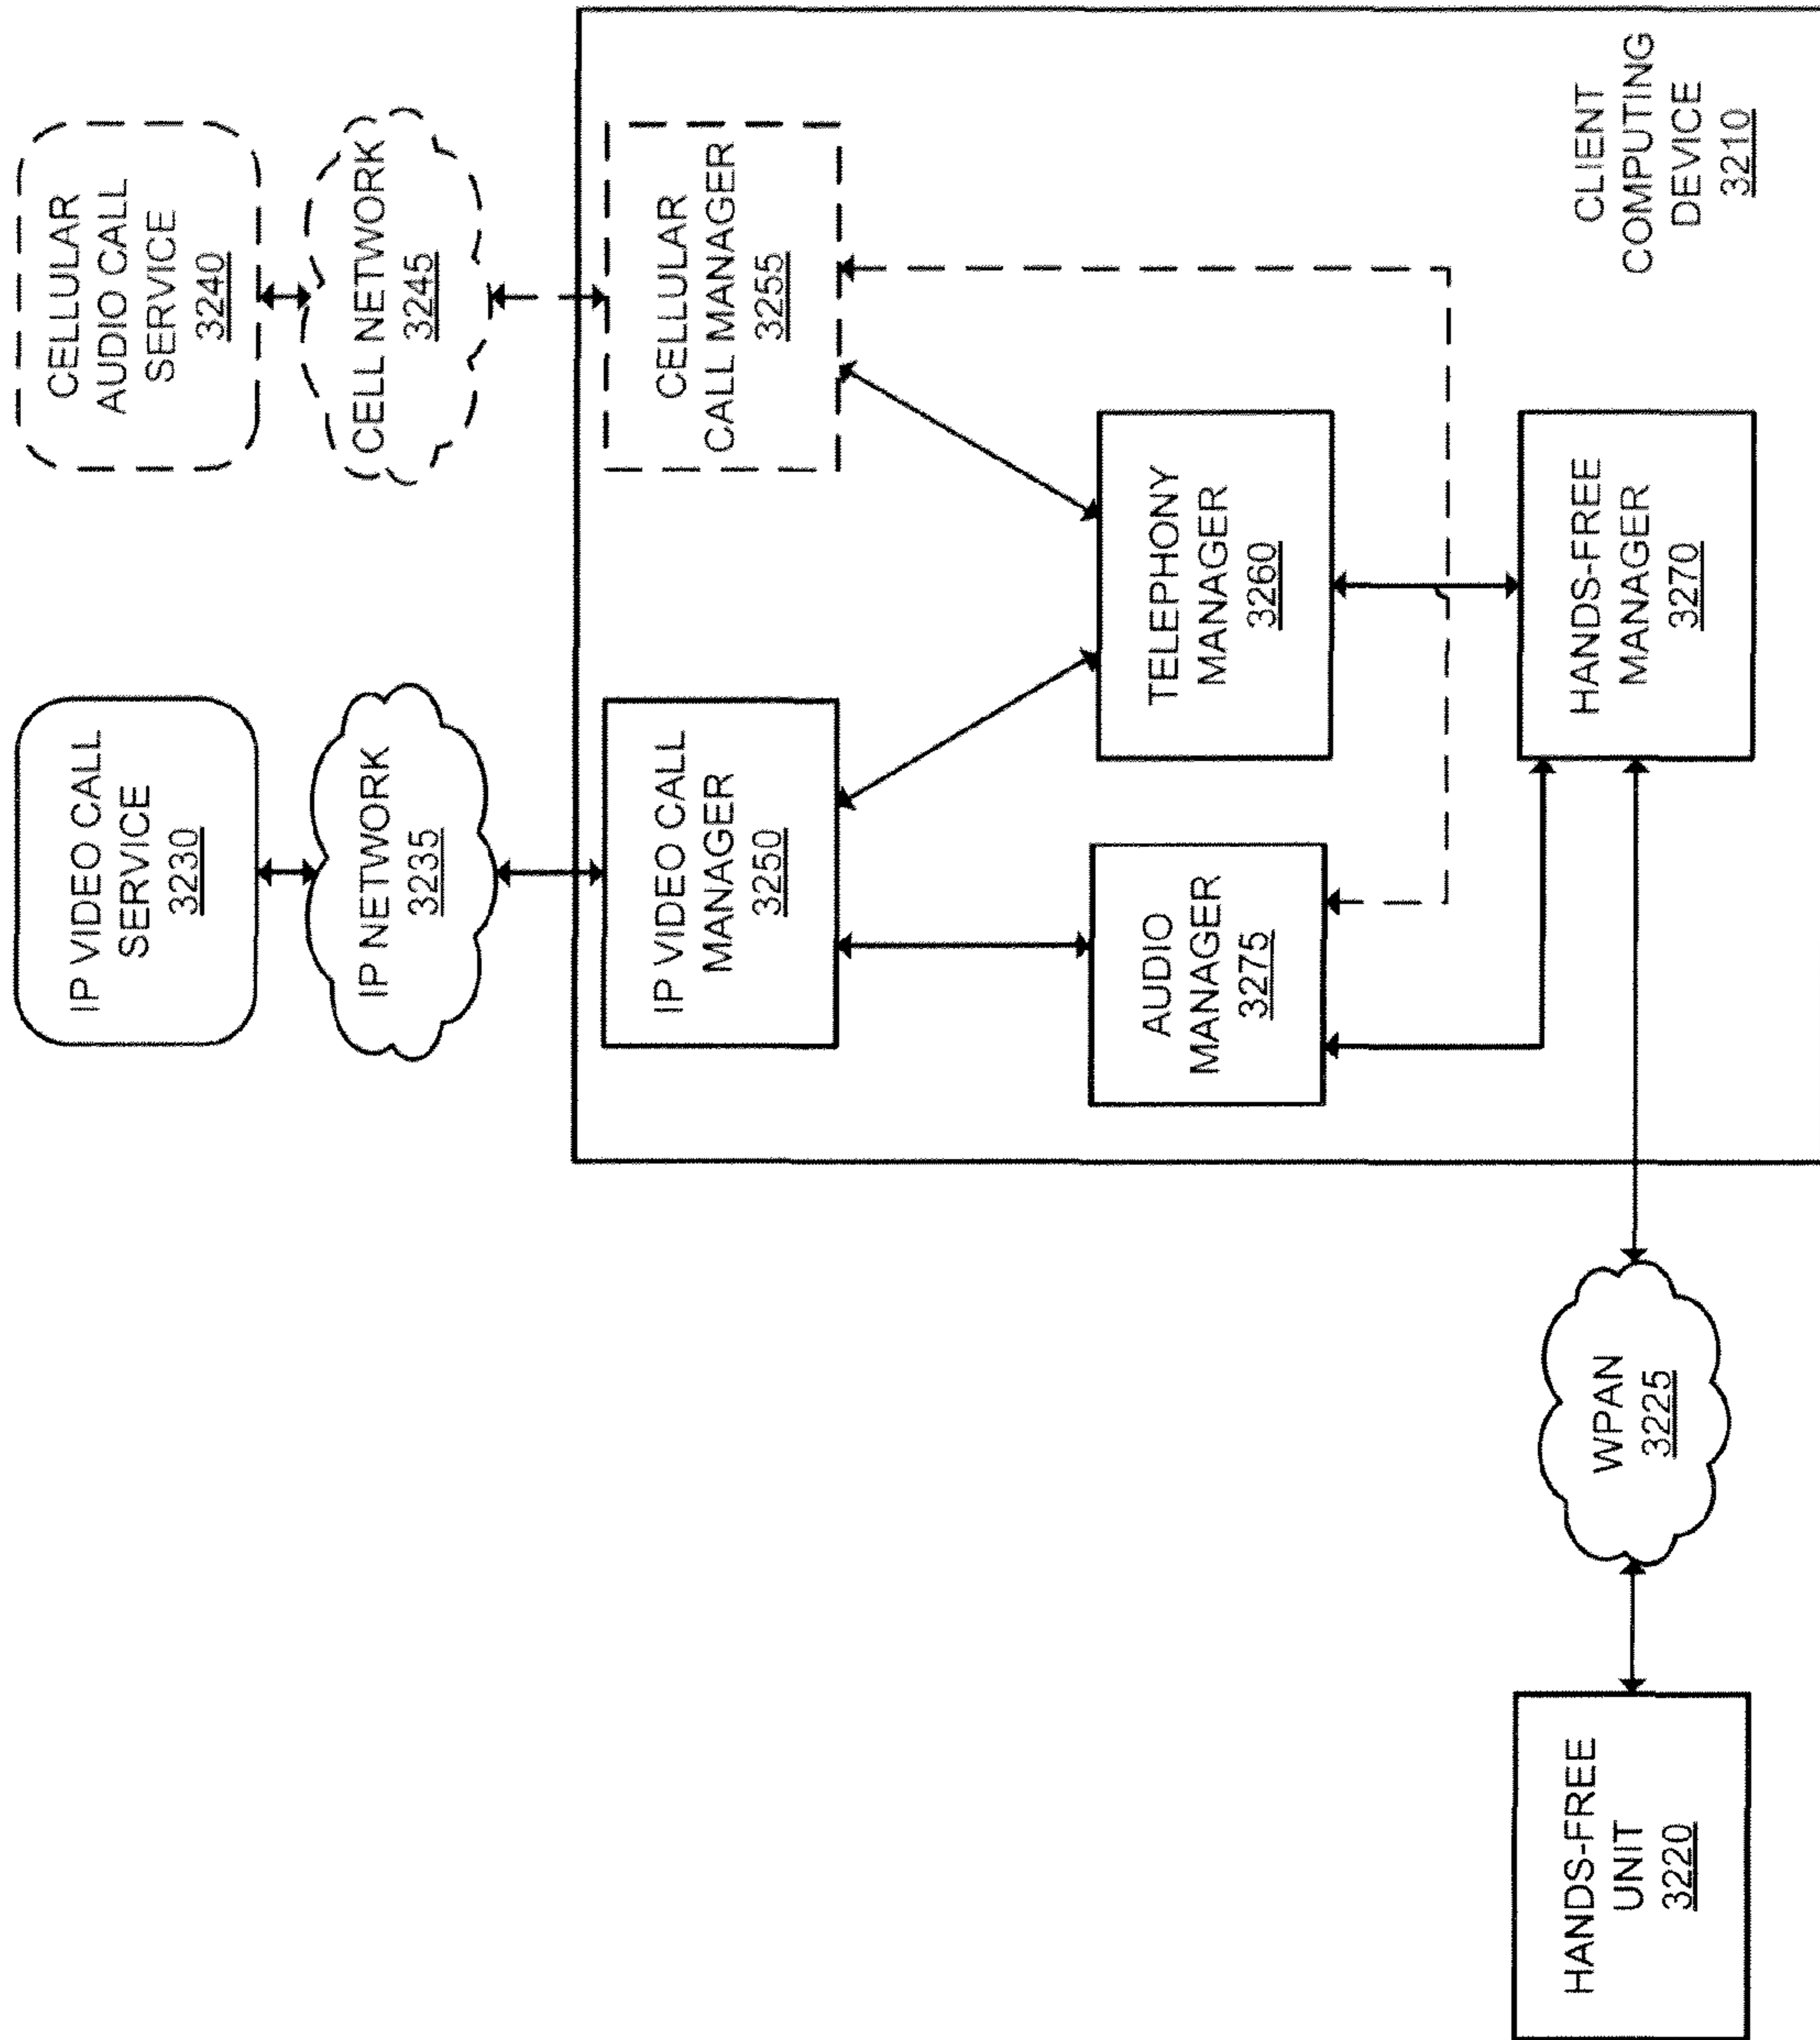 IP VIDEO CALL
SERVICE
3230
CELLULAR
AUDIO CALL
SERVICE
3240
IP NETWORK
3235
CELL NETWORK
3245
IP VIDEO CALL
MANAGER
3250
CELLULAR
CALL MANAGER
3255
AUDIO
MANAGER
3275
TELEPHONY
MANAGER
3260
HANDS-FREE
UNIT
3220
WPAN
3225
HANDS-FREE
MANAGER
3270
CLIENT
COMPUTING
DEVICE
3210